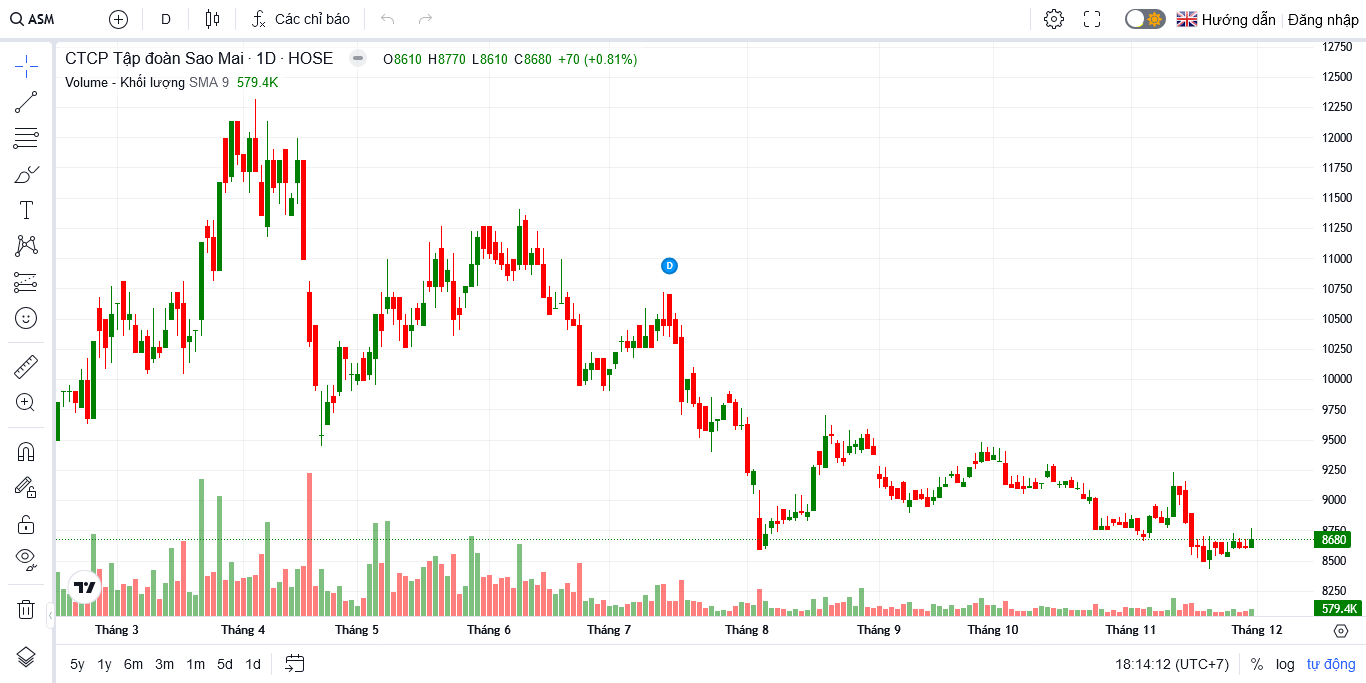 ASM D Các chỉ báo Hướng dẫn Đăng nhập
CTCP Tập đoàn Sao Mai · 1D · HOSE O8610 H8770 L8610 C8680 +70 (+0.81%)
Volume - Khối lượng SMA 9 579.4K
12750
12500
12250
12000
11750
11500
11250
11000
D
10750
10500
10250
10000
9750
9500
9250
9000
8750
8680
8500
8250
579.4K
Tháng 3 Tháng 4 Tháng 5 Tháng 6 Tháng 7 Tháng 8 Tháng 9 Tháng 10 Tháng 11 Tháng 12
5y 1y 6m 3m 1m 5d 1d 18:14:12 (UTC+7) % log tự động